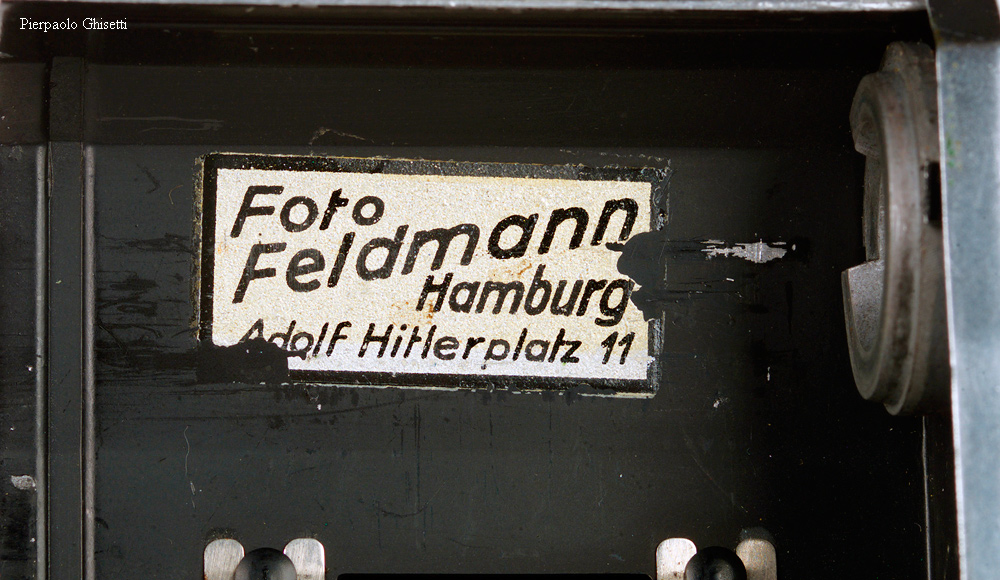 Pierpaolo Ghisetti
Foto
Feldmann
Hamburg
Adolf Hitlerplatz 11